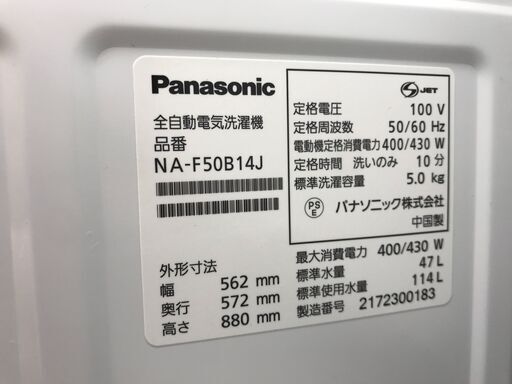 Panasonic
全自動電気洗濯機
品番
NA-F50B14J
外形寸法
幅 562 mm
奥行 572 mm
高さ 880 mm
S JET
定格電圧 100 V
定格周波数 50/60 Hz
電動機定格消費電力 400/430 W
定格時間 洗いのみ 10 分
標準洗濯容量 5.0 kg
PS E パナソニック株式会社
中国製
最大消費電力 400/430 W
標準水量 47 L
標準使用水量 114 L
製造番号 2172300183